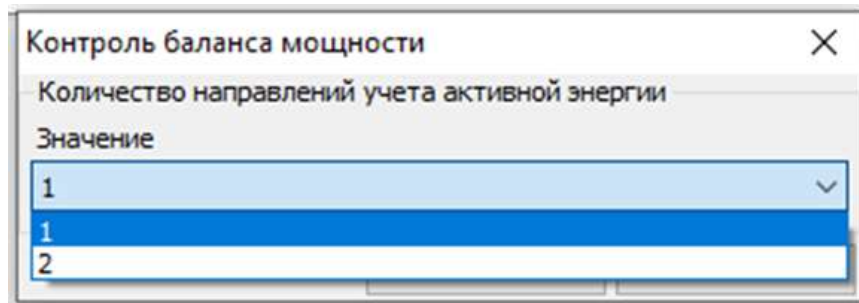 Контроль баланса мощности
Количество направлений учета активной энергии
Значение
1
1
2